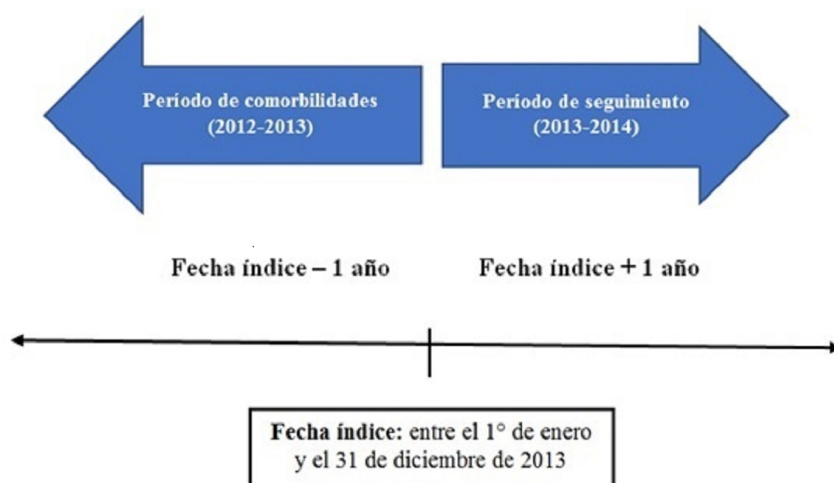 Período de comorbilidades
(2012-2013)
Período de seguimiento
(2013-2014)
Fecha índice – 1 año
Fecha índice + 1 año
Fecha índice: entre el 1° de enero
y el 31 de diciembre de 2013